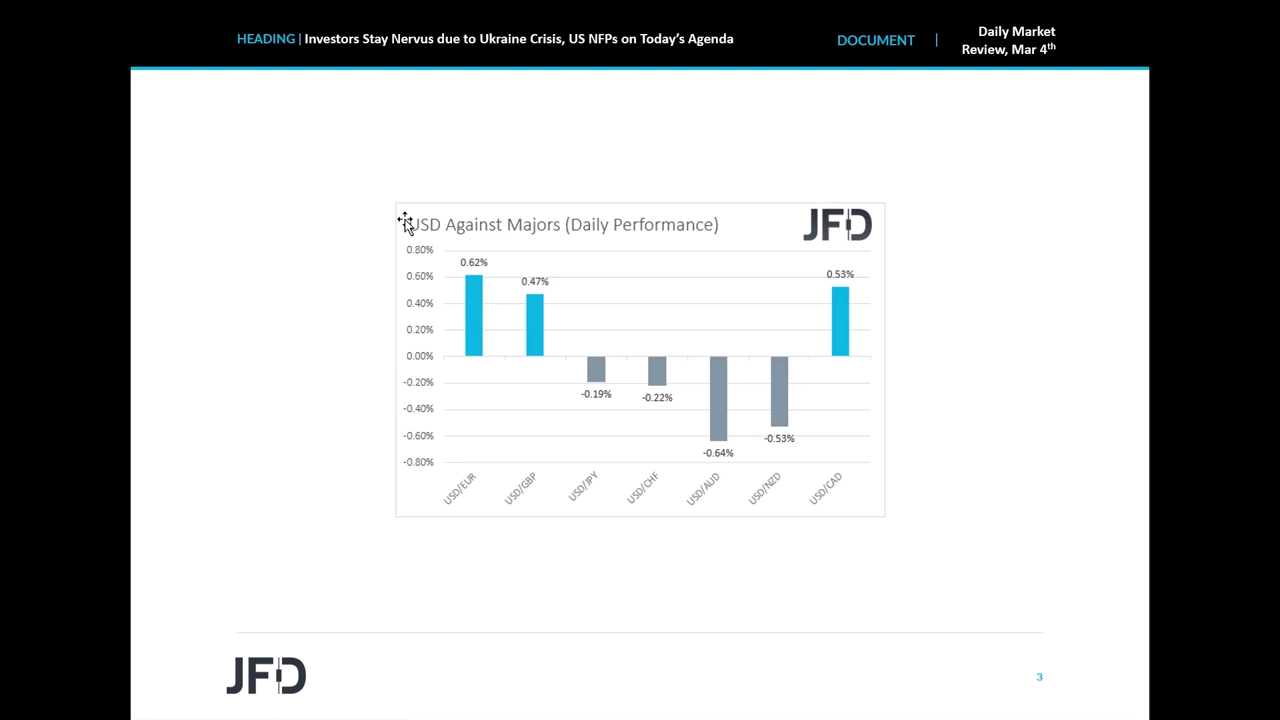 HEADING | Investors Stay Nervus due to Ukraine Crisis, US NFPs on Today's Agenda
DOCUMENT |
Daily Market
Review, Mar 4th
USD Against Majors (Daily Performance)
JFD
0.80%
0.60%
0.40%
0.20%
0.00%
-0.20%
-0.40%
-0.60%
-0.80%
0.62%
0.47%
-0.19%
-0.22%
-0.64%
-0.53%
0.53%
USD/EUR
USD/GBP
USD/JPY
USD/CHF
USD/AUD
USD/NZD
USD/CAD
JFD
3